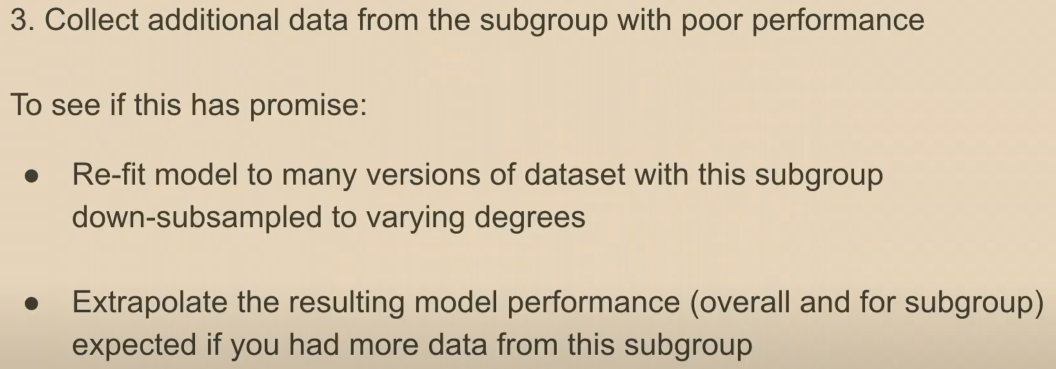 3. Collect additional data from the subgroup with poor performance
To see if this has promise:
● Re-fit model to many versions of dataset with this subgroup
down-subsampled to varying degrees
● Extrapolate the resulting model performance (overall and for subgroup)
expected if you had more data from this subgroup